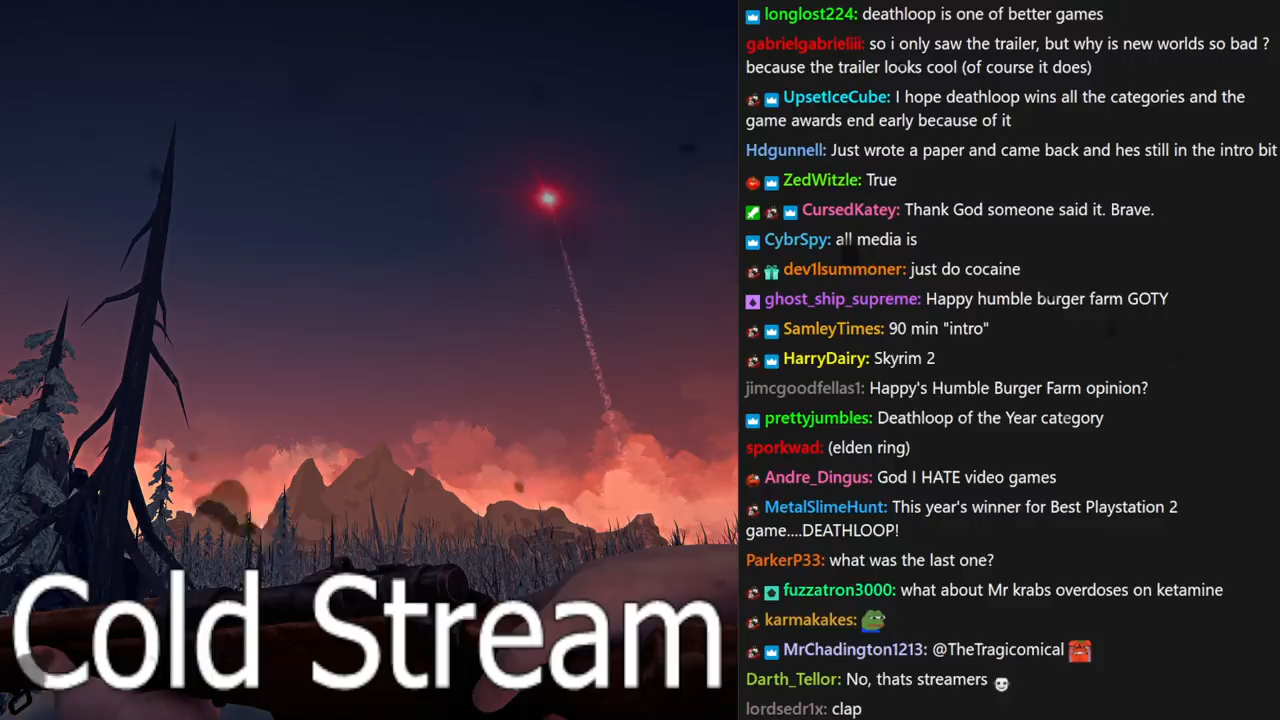 longlost224: deathloop is one of better games
gabrielgabrieliii: so i only saw the trailer, but why is new worlds so bad ?
because the trailer looks cool (of course it does)
UpsetIceCube: I hope deathloop wins all the categories and the
game awards end early because of it
Hdgunnell: Just wrote a paper and came back and hes still in the intro bit
ZedWitzle: True
CursedKatey: Thank God someone said it. Brave.
CybrSpy: all media is
dev1lsummoner: just do cocaine
ghost_ship_supreme: Happy humble burger farm GOTY
SamleyTimes: 90 min "intro"
HarryDairy: Skyrim 2
jimcgoodfellas1: Happy's Humble Burger Farm opinion?
prettyjumbles: Deathloop of the Year category
sporkwad: (elden ring)
Andre_Dingus: God I HATE video games
MetalSlimeHunt: This year's winner for Best Playstation 2
game....DEATHLOOP!
ParkerP33: what was the last one?
fuzzatron3000: what about Mr krabs overdoses on ketamine
karmakakes:
MrChadington1213: @TheTragicomical
Darth_Tellor: No, thats streamers
lordsedr1x: clap
Cold Stream